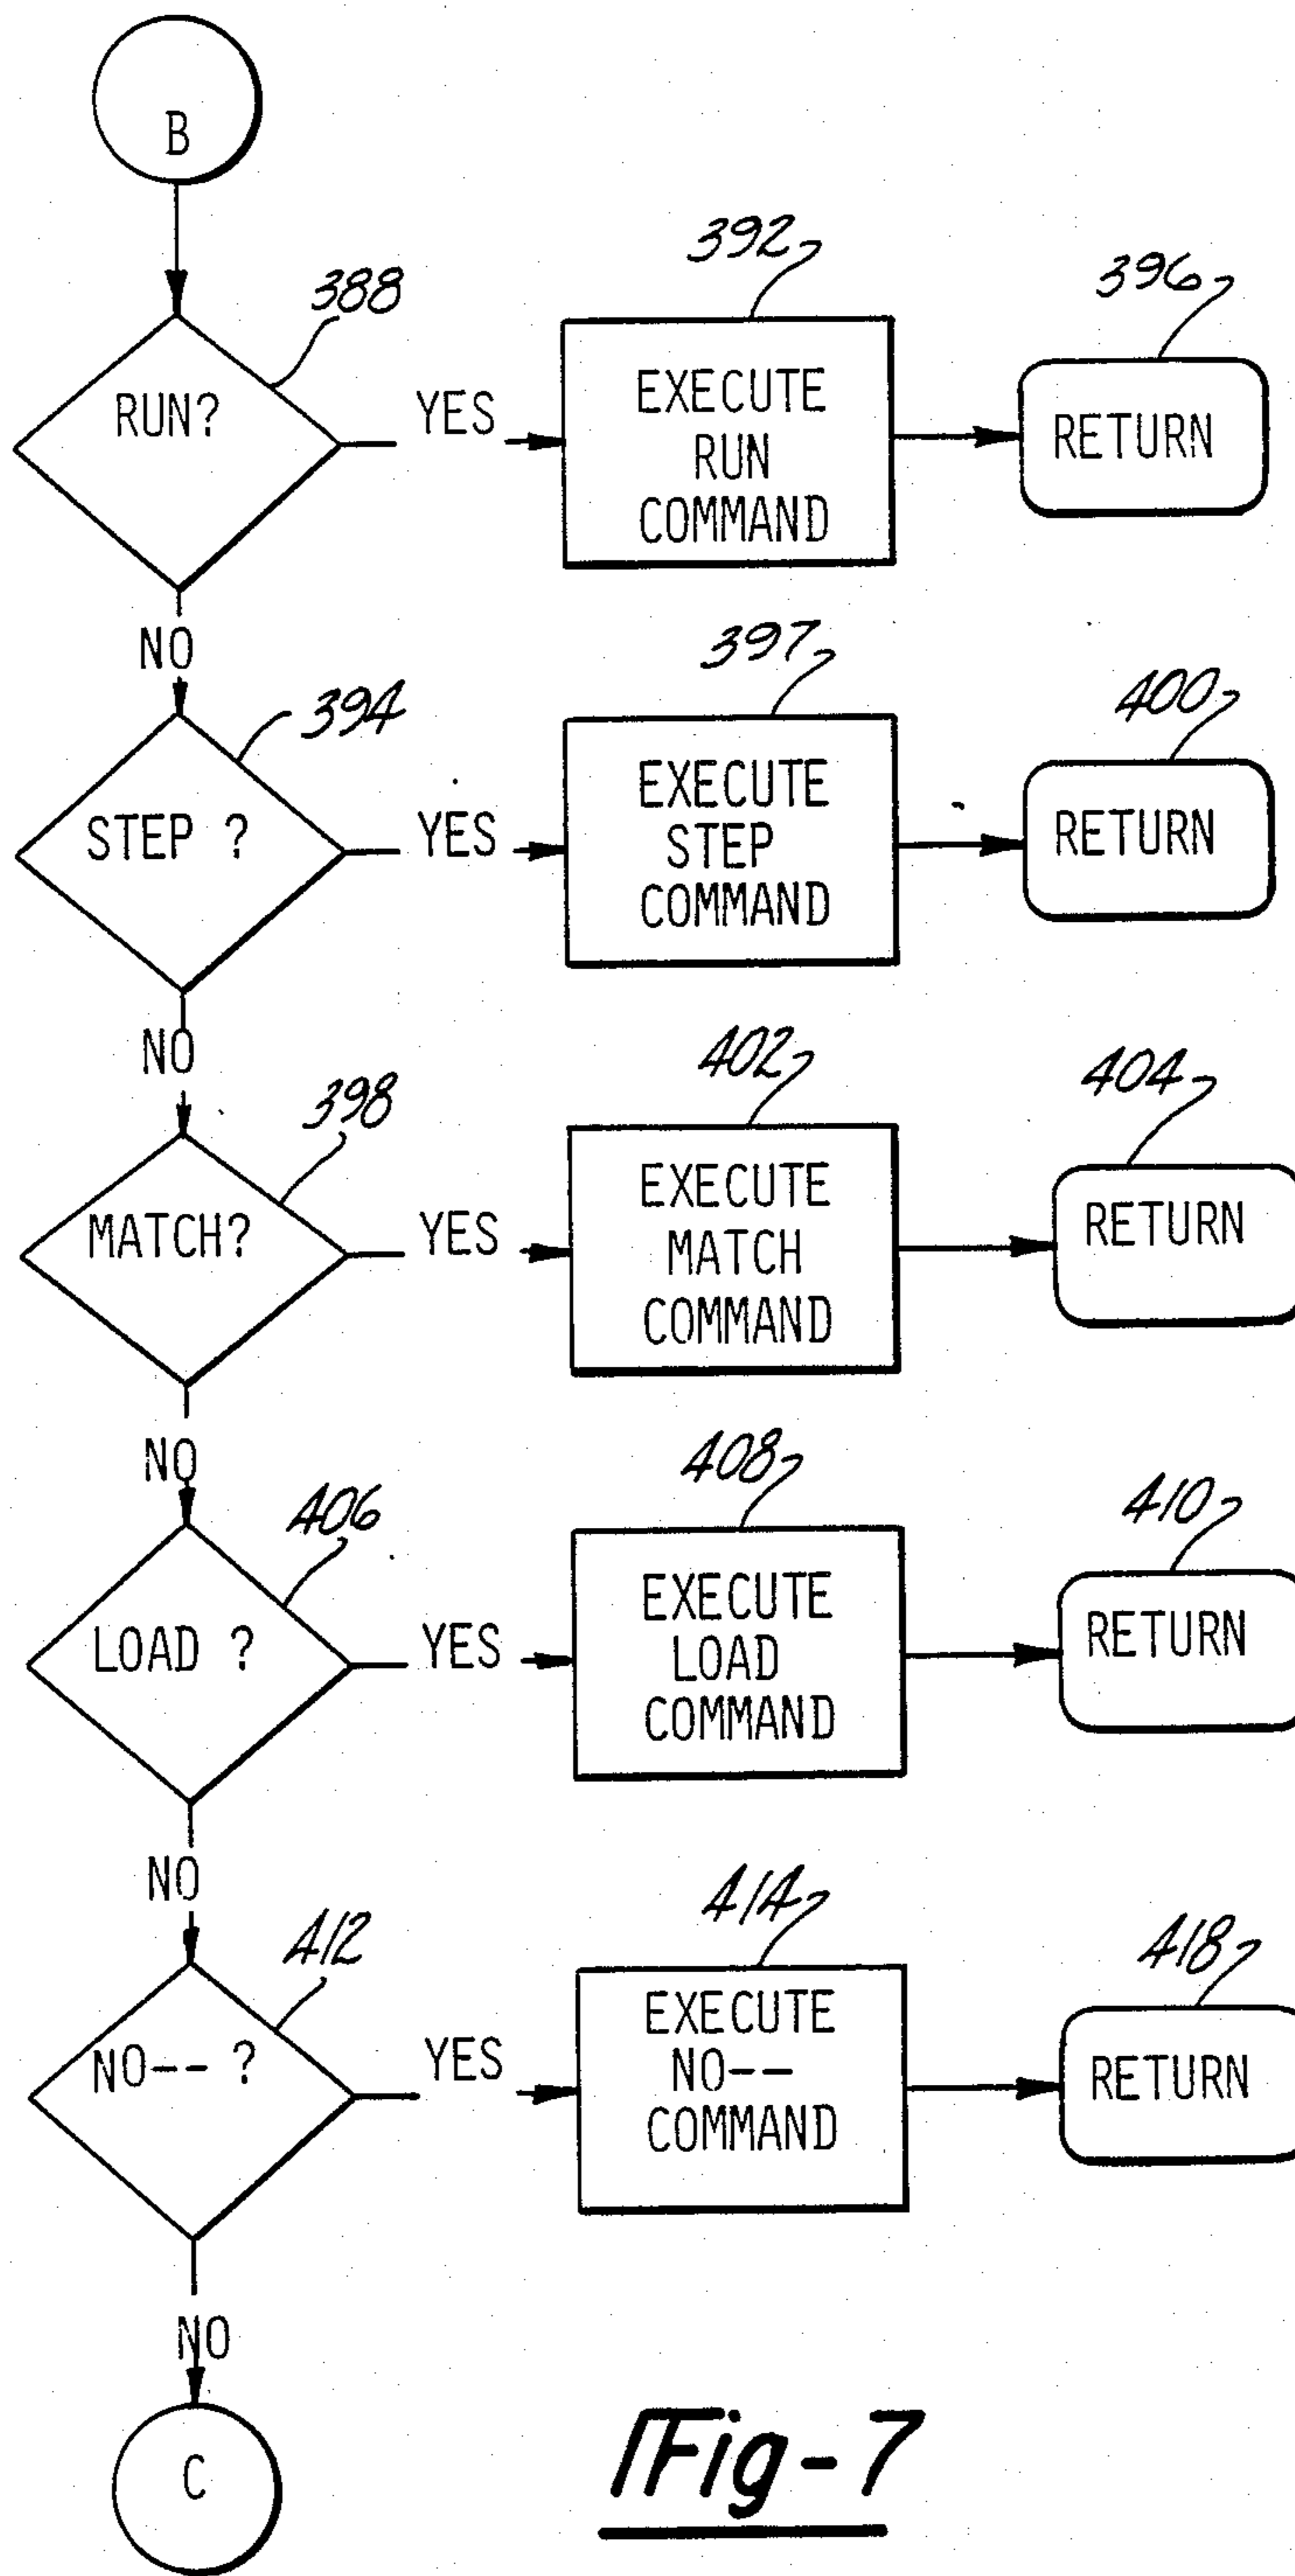 B
388
392
396
RUN?
YES
EXECUTE
RUN
COMMAND
RETURN
NO
394
397
400
STEP ?
YES
EXECUTE
STEP
COMMAND
RETURN
NO
398
402
404
MATCH?
YES
EXECUTE
MATCH
COMMAND
RETURN
NO
406
408
410
LOAD ?
YES
EXECUTE
LOAD
COMMAND
RETURN
NO
412
414
418
NO-- ?
YES
EXECUTE
NO--
COMMAND
RETURN
NO
C
Fig-7